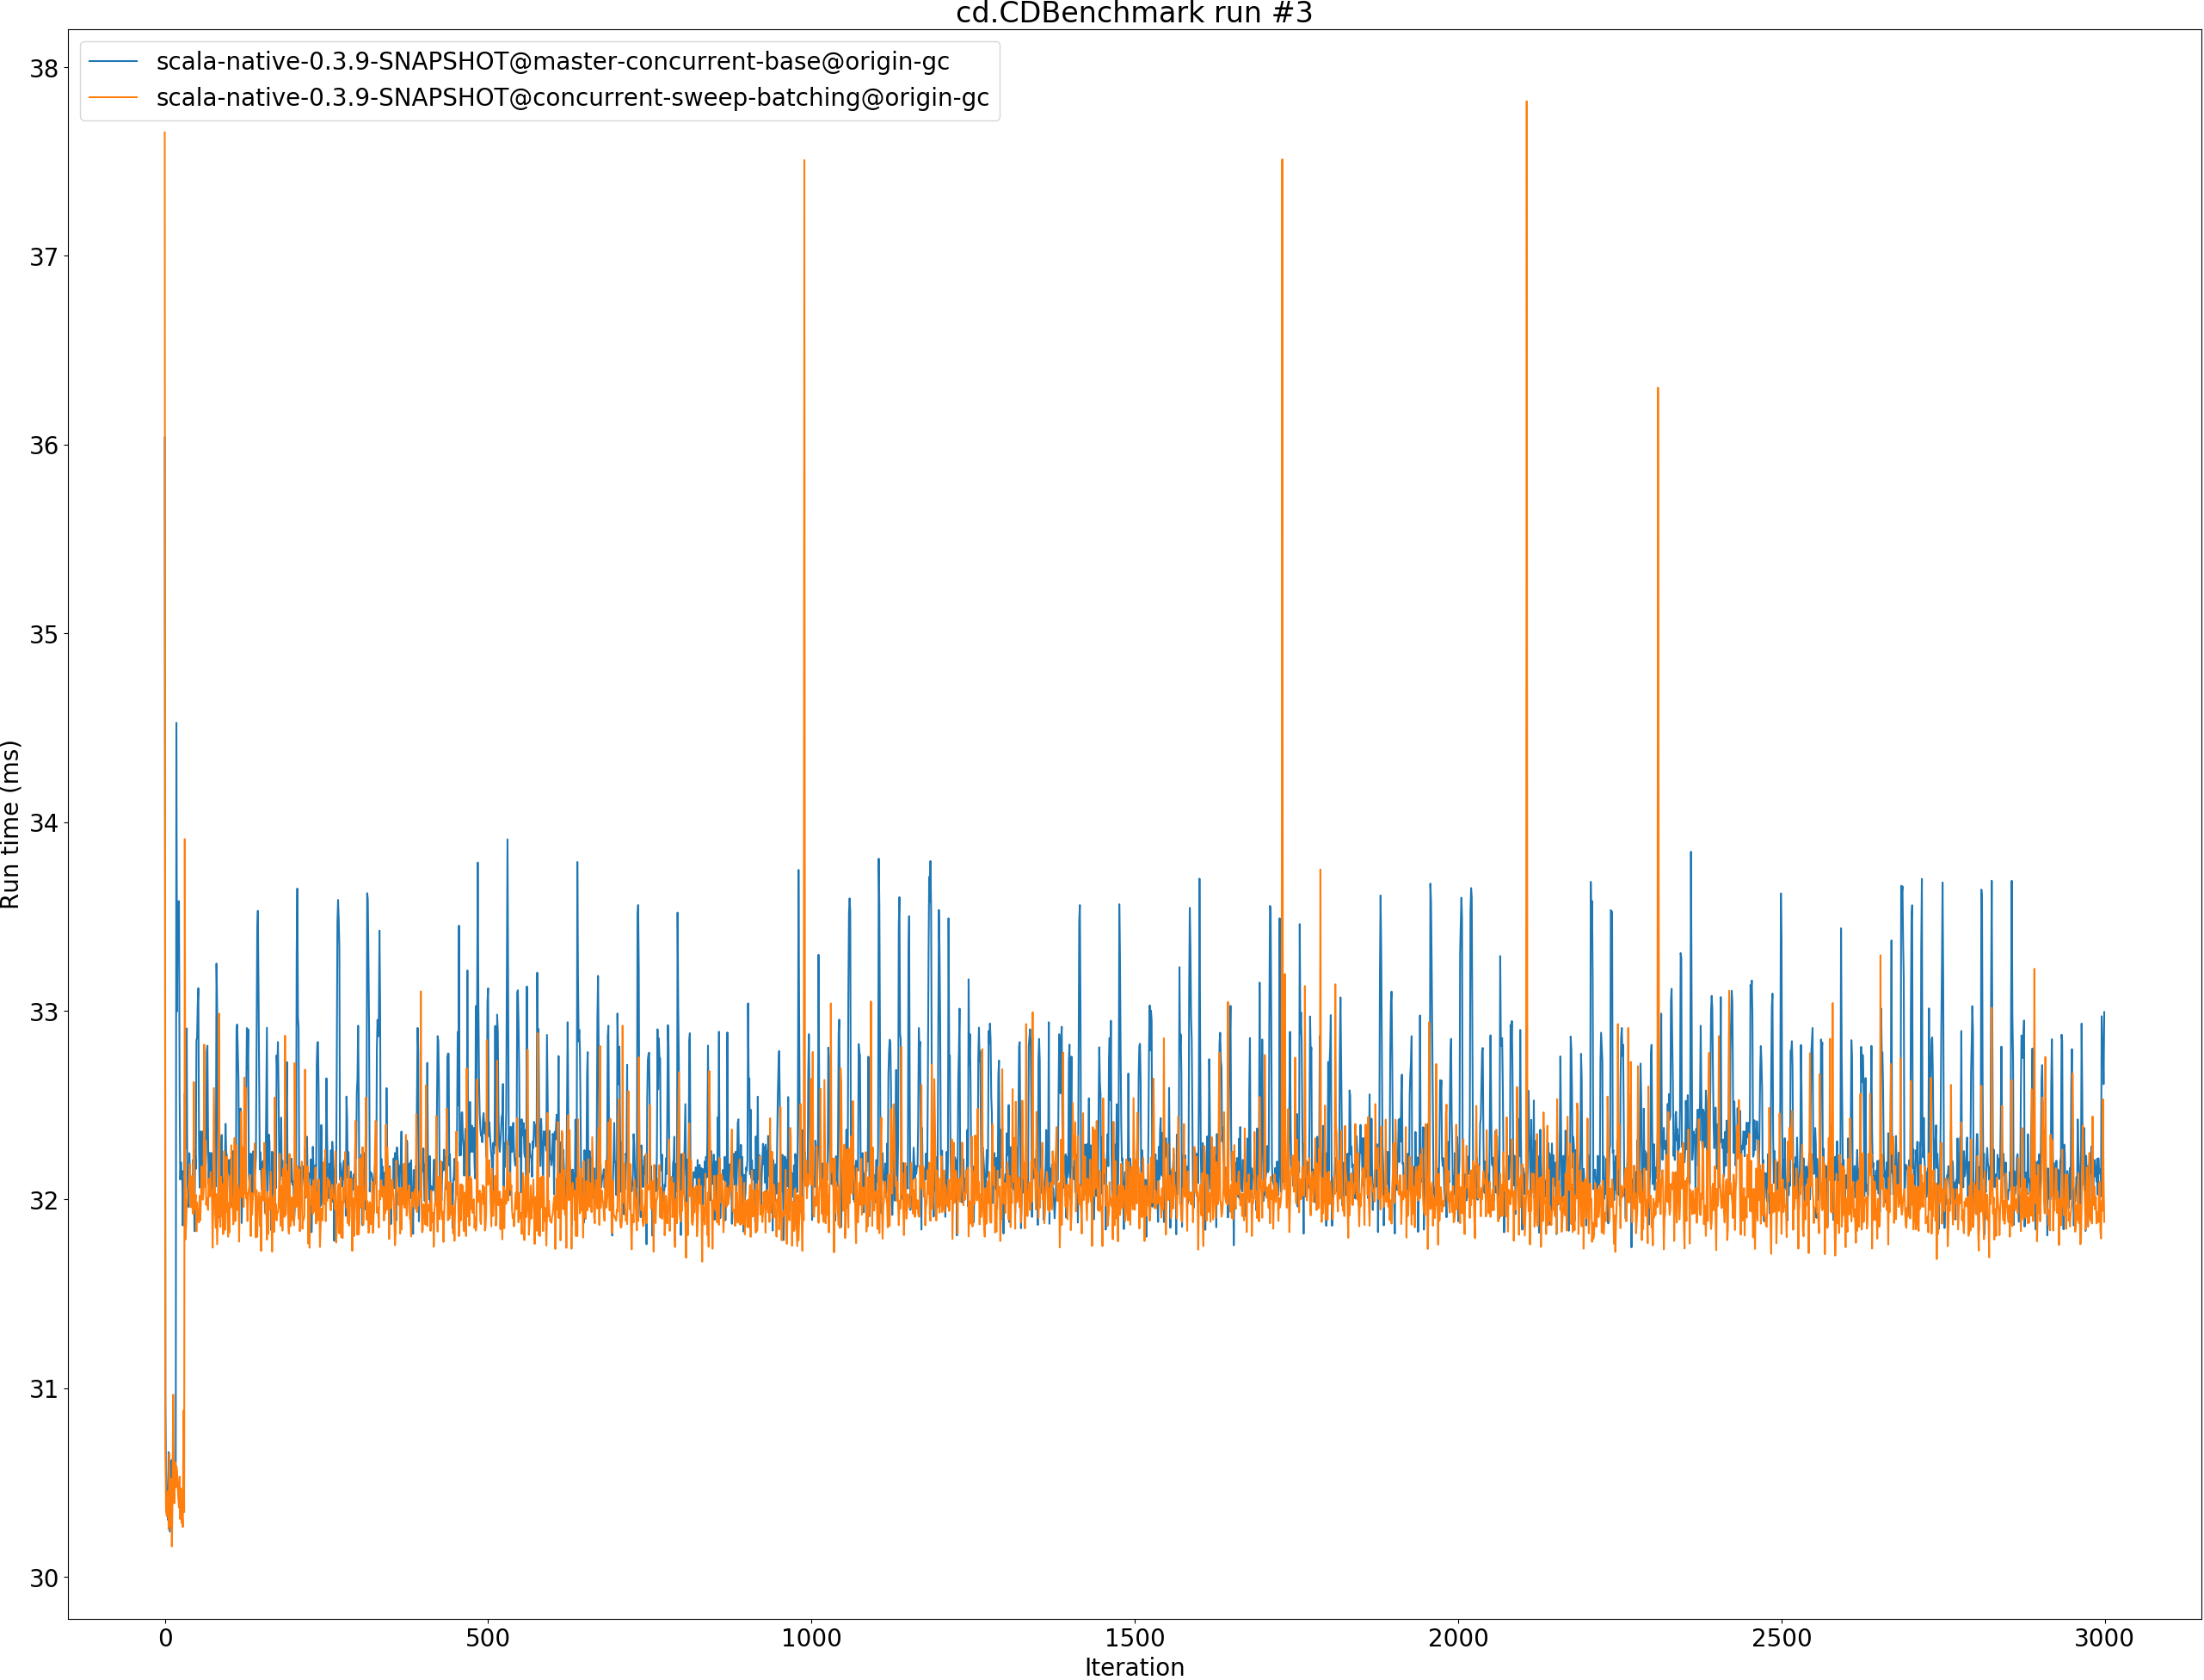 cd.CDBenchmark run #3
scala-native-0.3.9-SNAPSHOT@master-concurrent-base@origin-gc
scala-native-0.3.9-SNAPSHOT@concurrent-sweep-batching@origin-gc
38
37
36
35
34
33
32
31
30
Run time (ms)
0 500 1000 1500 2000 2500 3000
Iteration